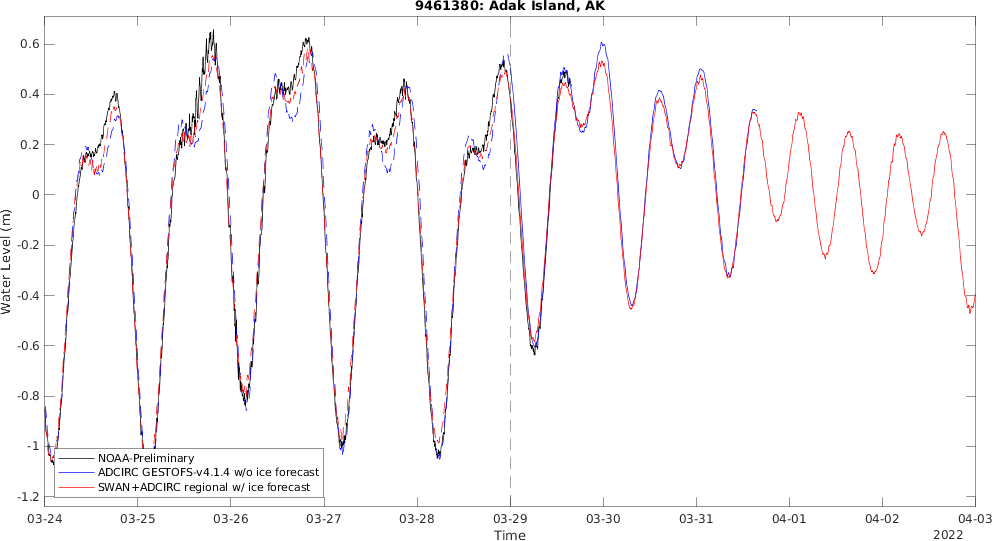 9461380: Adak Island, AK
Water Level (m)
0.6
0.4
0.2
0
-0.2
-0.4
-0.6
-0.8
-1
-1.2
NOAA-Preliminary
ADCIRC GESTOFS-v4.1.4 w/o ice forecast
SWAN+ADCIRC regional w/ ice forecast
03-24 03-25 03-26 03-27 03-28 03-29 03-30 03-31 04-01 04-02 04-03
Time
2022